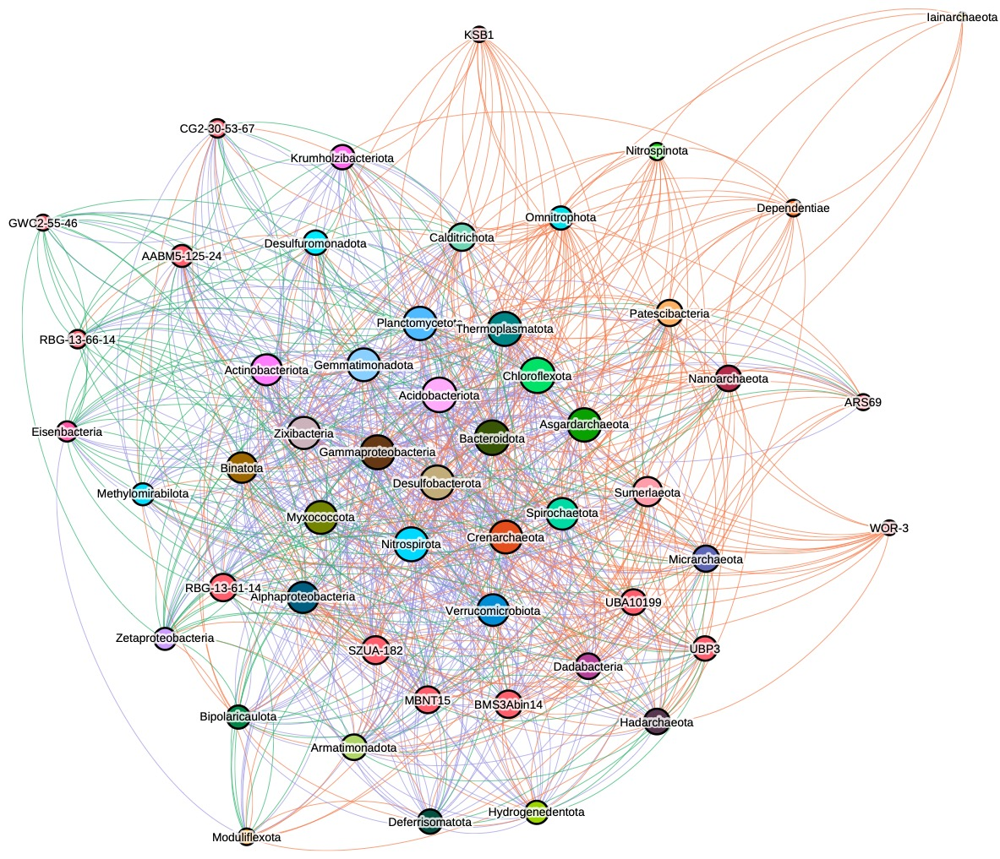 Iainarchaeota
KSB1
CG2-30-53-67
Krumholzibacteriota
Nitrospinota
Dependentiae
Omnitrophota
GWC2-55-46
Calditrichota
Desulfuromonadota
AABM5-125-24
Patescibacteria
Planctomycetota
Thermoplasmatota
RBG-13-66-14
Gemmatimonadota
Actinobacteriota
Chloroflexota
Nanoarchaeota
Acidobacteriota
ARS69
Asgardarchaeota
Eisenbacteria
Zixibacteria
Bacteroidota
Gammaproteobacteria
Binatota
Desulfobacterota
Methylomirabilota
Sumerlaeota
Spirochaetota
Myxococcota
WOR-3
Crenarchaeota
Nitrospirota
Micrarchaeota
RBG-13-61-14
Alphaproteobacteria
UBA10199
Verrucomicrobiota
Zetaproteobacteria
SZUA-182
UBP3
Dadabacteria
MBNT15
BMS3Abin14
Bipolaricaulota
Hadarchaeota
Armatimonadota
Hydrogenedentota
Deferrisomatota
Moduliflexota